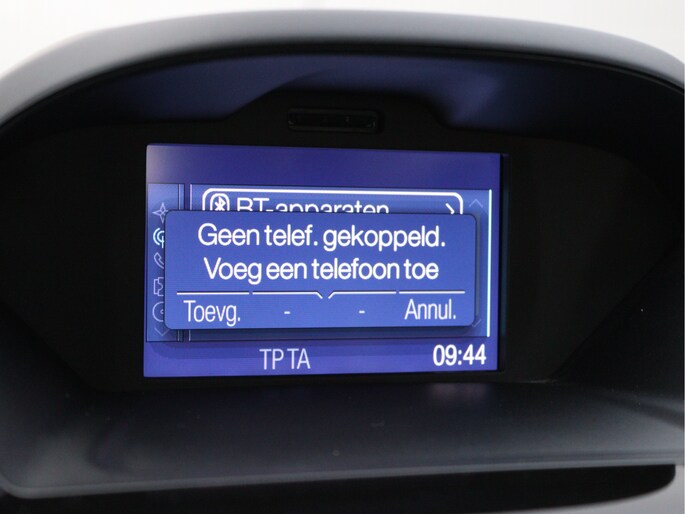 BT-apparaten
Geen telef. gekoppeld.
Voeg een telefoon toe
Toevg. - - Annul.
TP TA 09:44